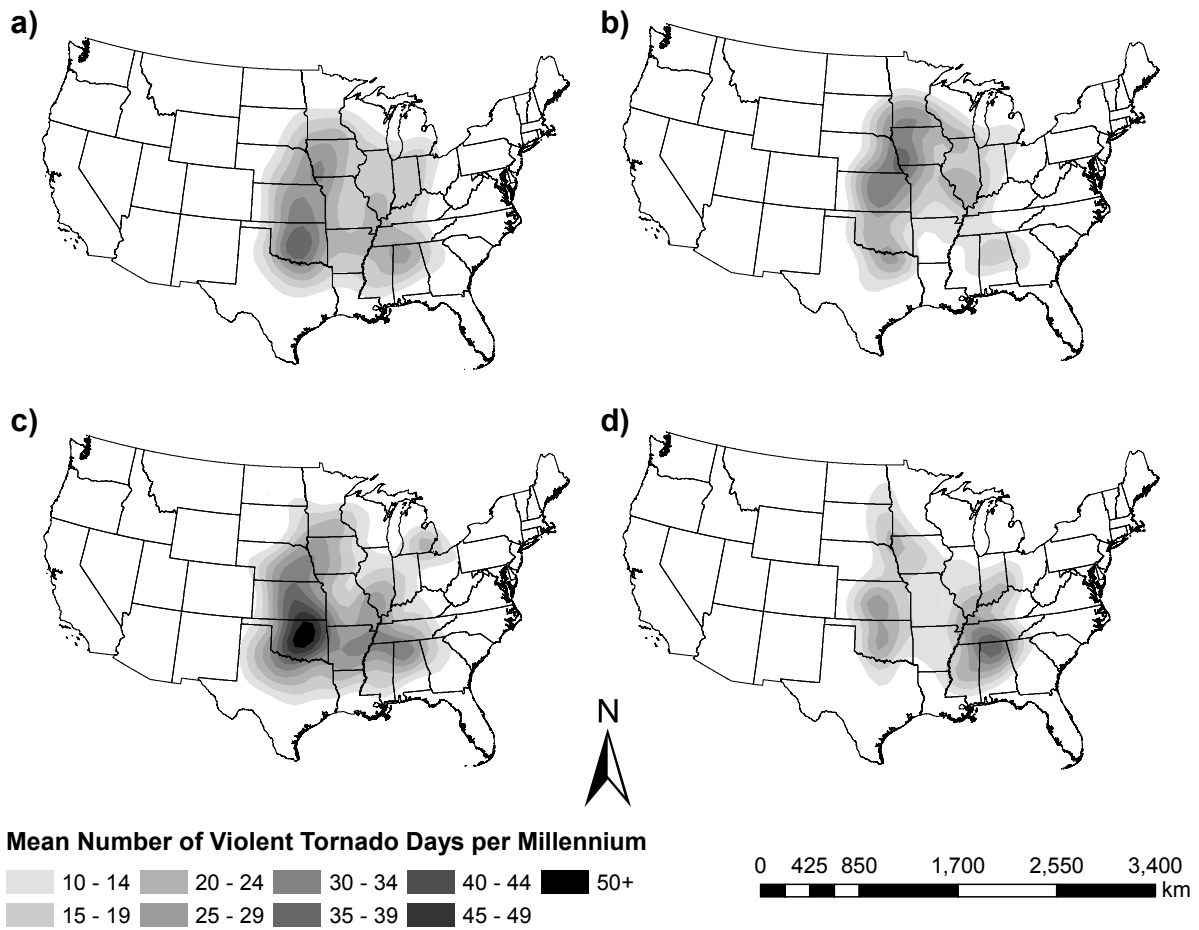 a)
b)
c)
d)
N
Mean Number of Violent Tornado Days per Millennium
10 - 14 20 - 24 30 - 34 40 - 44 50+
15 - 19 25 - 29 35 - 39 45 - 49
0 425 850 1,700 2,550 3,400
km